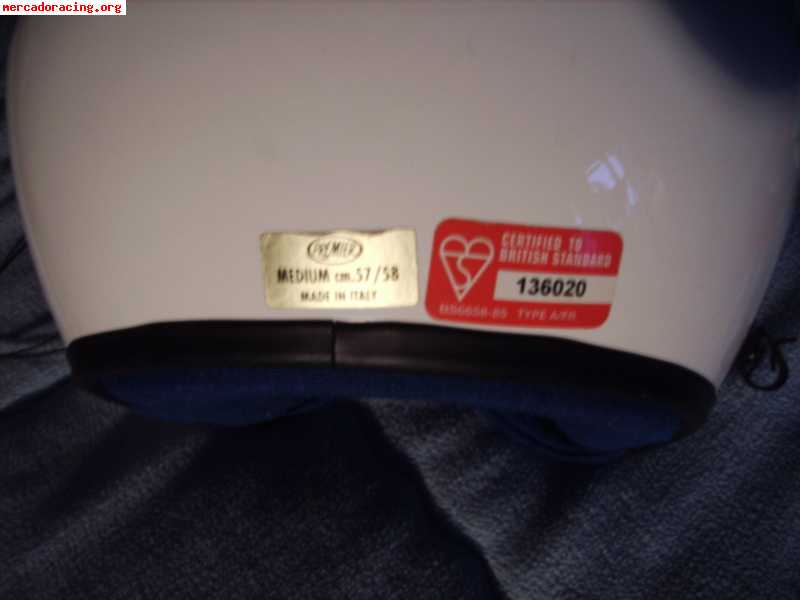 mercadoracing.org
PREMIER
MEDIUM cm. 57/58
MADE IN ITALY
CERTIFIED TO
BRITISH STANDARD
136020
BS6658-85 TYPE A/FR